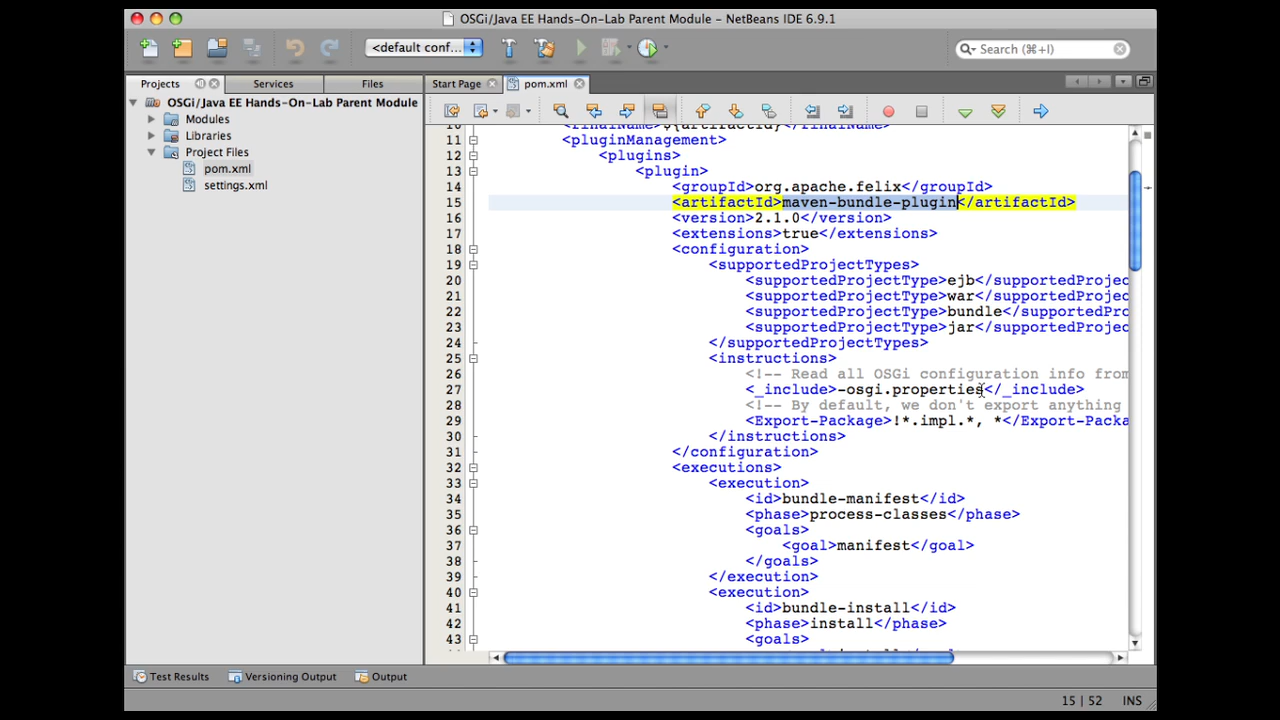 OSGi/Java EE Hands-On-Lab Parent Module – NetBeans IDE 6.9.1
<default conf...
Search (⌘+I)
Projects
Services
Files
Start Page
pom.xml
OSGi/Java EE Hands-On-Lab Parent Module
Modules
Libraries
Project Files
pom.xml
settings.xml
10 <finalName>${artifactId}</finalName>
11 <pluginManagement>
12 <plugins>
13 <plugin>
14 <groupId>org.apache.felix</groupId>
15 <artifactId>maven-bundle-plugin</artifactId>
16 <version>2.1.0</version>
17 <extensions>true</extensions>
18 <configuration>
19 <supportedProjectTypes>
20 <supportedProjectType>ejb</supportedProjec
21 <supportedProjectType>war</supportedProjec
22 <supportedProjectType>bundle</supportedPro
23 <supportedProjectType>jar</supportedProjec
24 </supportedProjectTypes>
25 <instructions>
26 <!-- Read all OSGi configuration info from
27 <_include>-osgi.properties</_include>
28 <!-- By default, we don't export anything
29 <Export-Package>!*.impl.*, *</Export-Packa
30 </instructions>
31 </configuration>
32 <executions>
33 <execution>
34 <id>bundle-manifest</id>
35 <phase>process-classes</phase>
36 <goals>
37 <goal>manifest</goal>
38 </goals>
39 </execution>
40 <execution>
41 <id>bundle-install</id>
42 <phase>install</phase>
43 <goals>
Test Results
Versioning Output
Output
15 | 52
INS